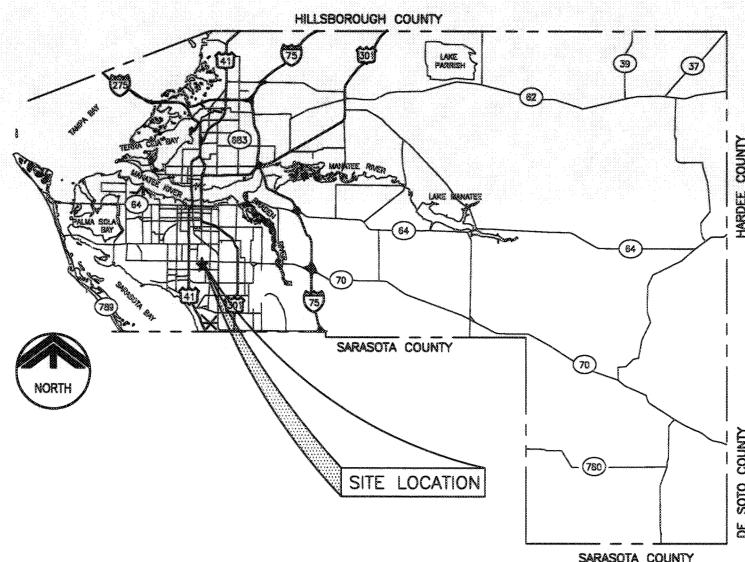 HILLSBOROUGH COUNTY
41
75
301
275
LAKE
PARRISH
39
37
62
TAMPA BAY
TERRA CEIA BAY
683
MANATEE RIVER
MANATEE RIVER
HARDEE COUNTY
64
BRADEN
RIVER
LAKE MANATEE
PALMA SOLA
BAY
64
64
70
SARASOTA BAY
789
41
301
75
SARASOTA COUNTY
NORTH
70
SITE LOCATION
780
DE SOTO COUNTY
SARASOTA COUNTY